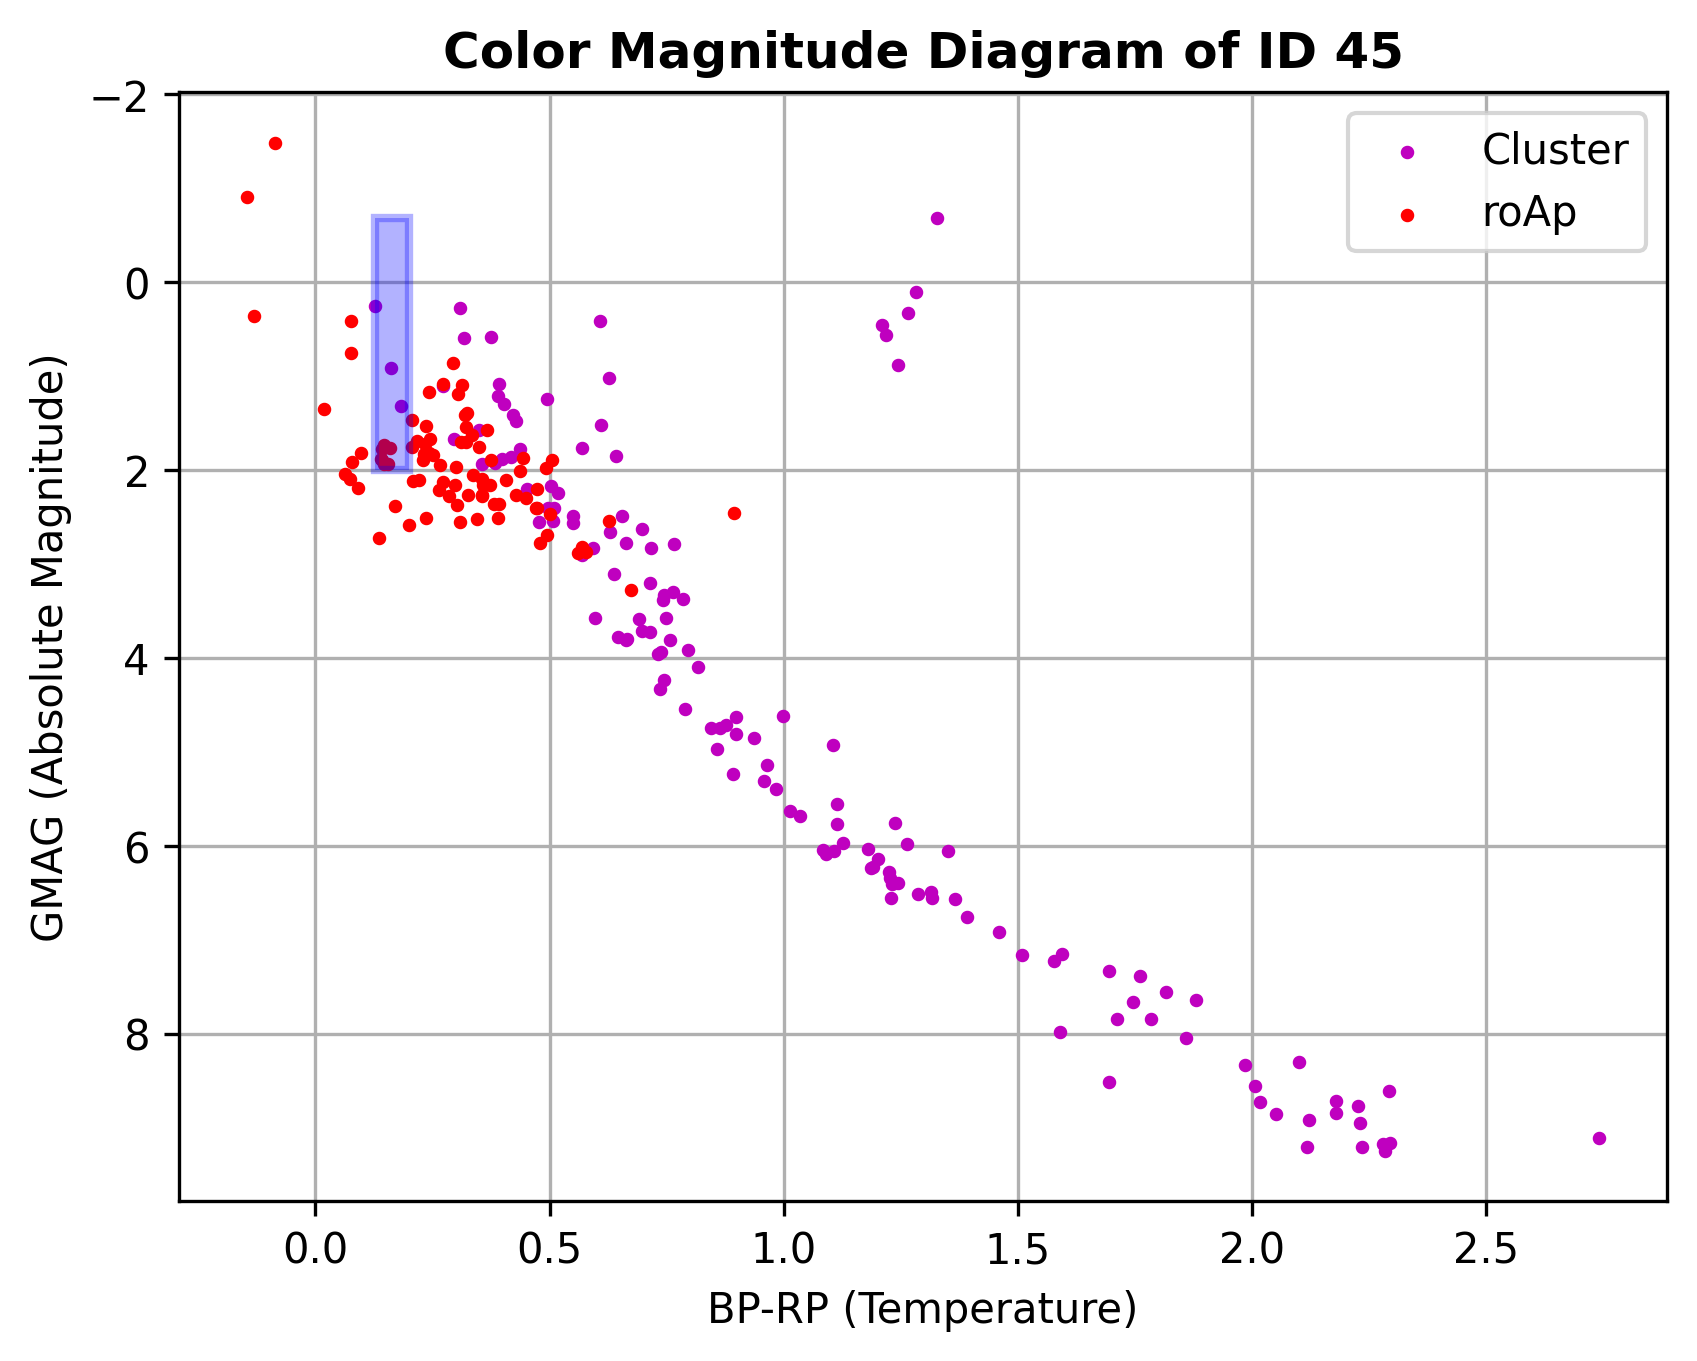 Color Magnitude Diagram of ID 45
−2
0
2
4
6
8
GMAG (Absolute Magnitude)
Cluster
roAp
0.0 0.5 1.0 1.5 2.0 2.5
BP-RP (Temperature)